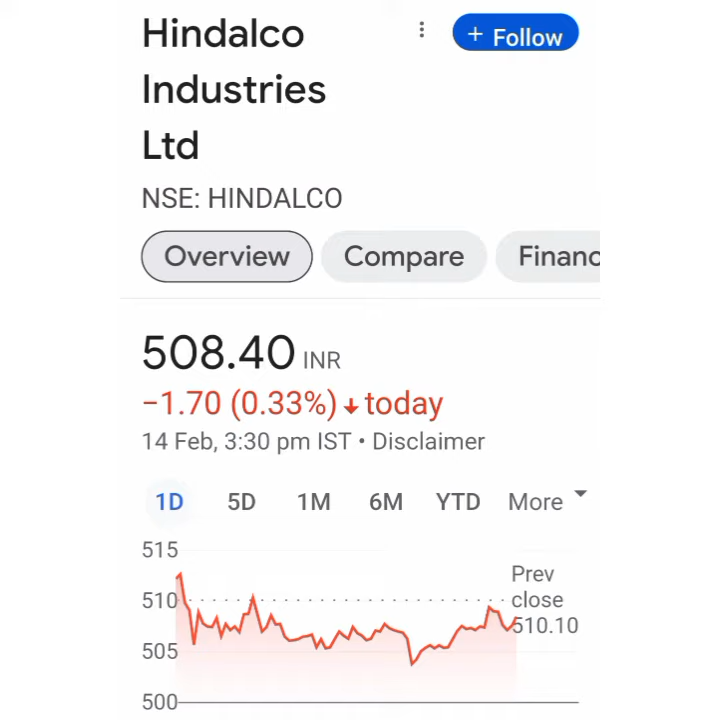 Hindalco
Industries
Ltd
+ Follow
NSE: HINDALCO
Overview
Compare
Financ
508.40 INR
−1.70 (0.33%) ↓ today
14 Feb, 3:30 pm IST • Disclaimer
1D 5D 1M 6M YTD More
515
510
505
500
Prev
close
510.10